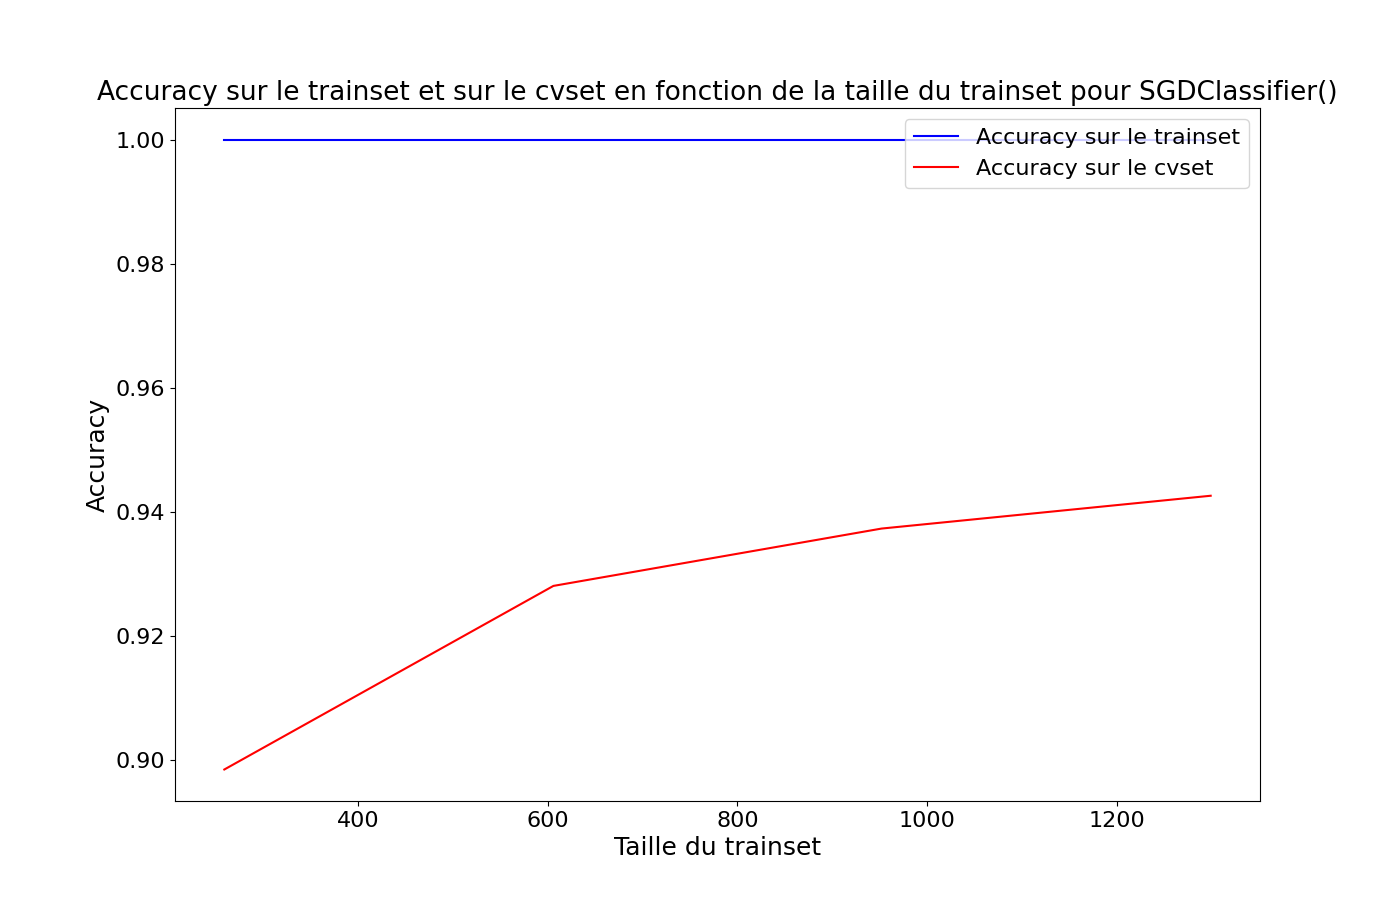 Accuracy sur le trainset et sur le cvset en fonction de la taille du trainset pour SGDClassifier()
1.00
0.98
0.96
0.94
0.92
0.90
Accuracy
Accuracy sur le trainset
Accuracy sur le cvset
400
600
800
1000
1200
Taille du trainset